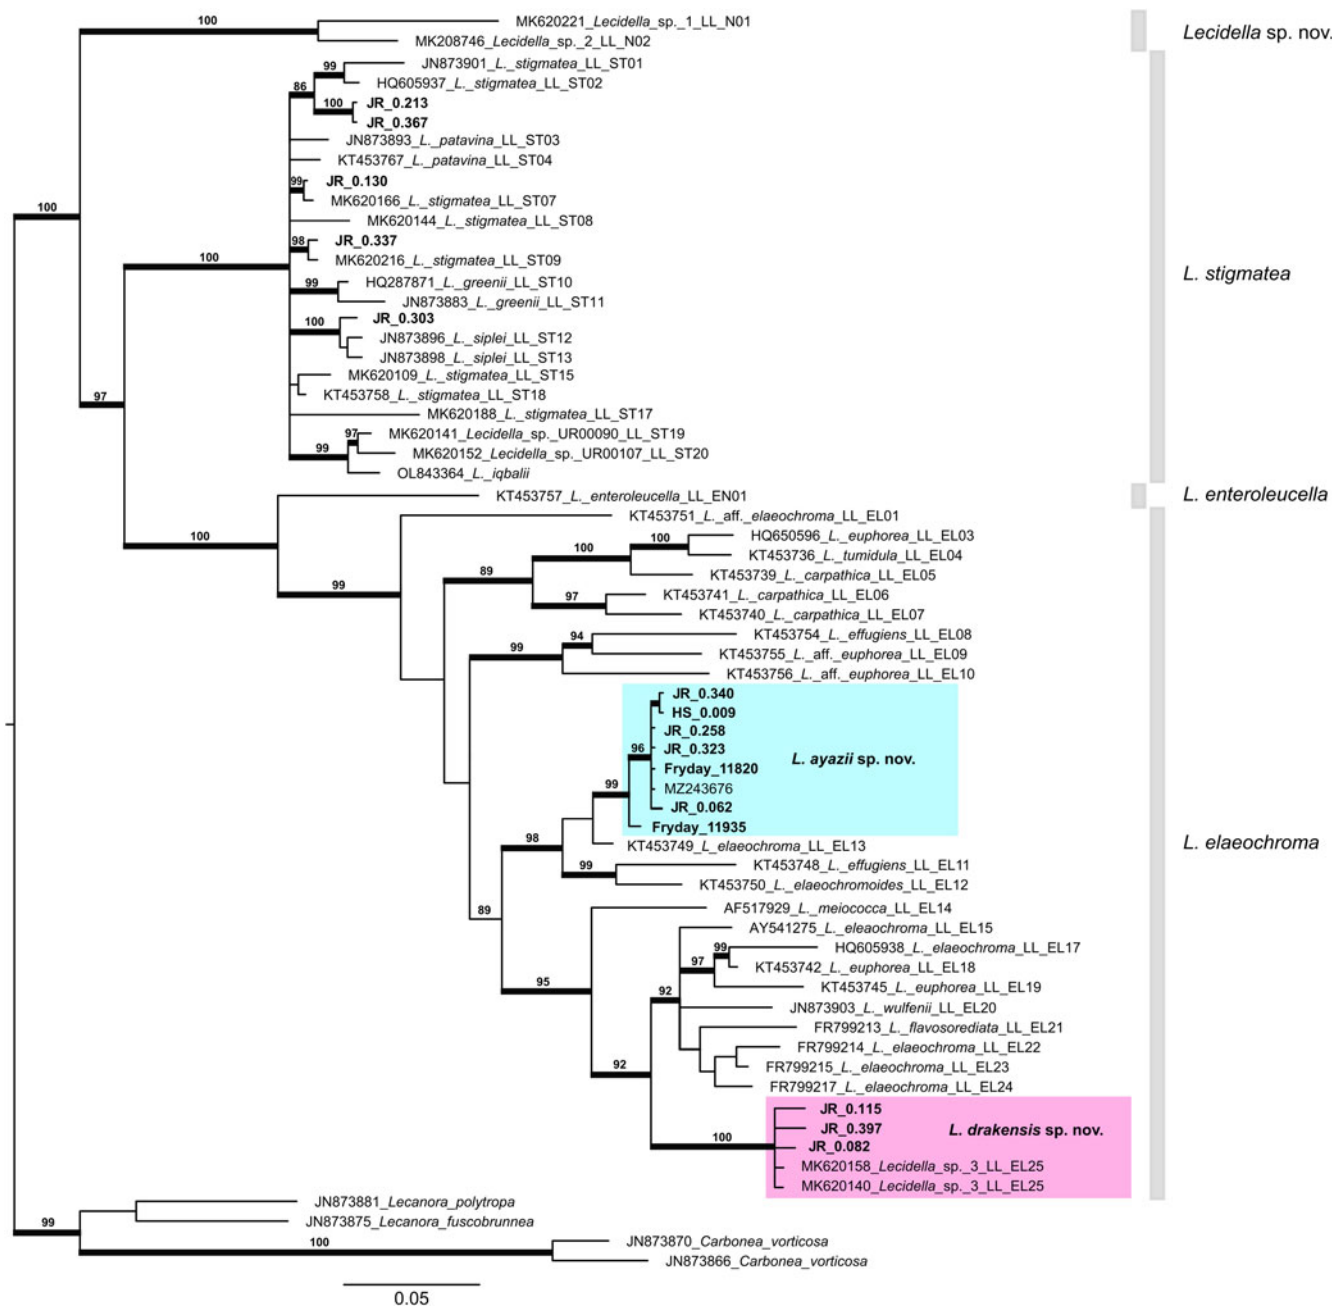 100
MK620221_Lecidella_sp._1_LL_N01
MK208746_Lecidella_sp._2_LL_N02
Lecidella sp. nov.
99
JN873901_L._stigmatea_LL_ST01
86
HQ605937_L._stigmatea_LL_ST02
100
JR_0.213
JR_0.367
JN873893_L._patavina_LL_ST03
KT453767_L._patavina_LL_ST04
99
JR_0.130
MK620166_L._stigmatea_LL_ST07
100
MK620144_L._stigmatea_LL_ST08
98
JR_0.337
100
MK620216_L._stigmatea_LL_ST09
L. stigmatea
99
HQ287871_L._greenii_LL_ST10
JN873883_L._greenii_LL_ST11
100
JR_0.303
JN873896_L._siplei_LL_ST12
JN873898_L._siplei_LL_ST13
MK620109_L._stigmatea_LL_ST15
97
KT453758_L._stigmatea_LL_ST18
MK620188_L._stigmatea_LL_ST17
97
MK620141_Lecidella_sp._UR00090_LL_ST19
99
MK620152_Lecidella_sp._UR00107_LL_ST20
OL843364_L._iqbalii
KT453757_L._enteroleucella_LL_EN01
L. enteroleucella
KT453751_L._aff._elaeochroma_LL_EL01
100
100
HQ650596_L._euphorea_LL_EL03
100
KT453736_L._tumidula_LL_EL04
89
KT453739_L._carpathica_LL_EL05
99
97
KT453741_L._carpathica_LL_EL06
KT453740_L._carpathica_LL_EL07
94
KT453754_L._effugiens_LL_EL08
99
KT453755_L._aff._euphorea_LL_EL09
KT453756_L._aff._euphorea_LL_EL10
JR_0.340
HS_0.009
JR_0.258
96
JR_0.323
L. ayazii sp. nov.
Fryday_11820
99
MZ243676
JR_0.062
Fryday_11935
98
KT453749_L_elaeochroma_LL_EL13
L. elaeochroma
99
KT453748_L._effugiens_LL_EL11
KT453750_L._elaeochromoides_LL_EL12
89
AF517929_L._meiococca_LL_EL14
AY541275_L._eleaochroma_LL_EL15
99
HQ605938_L._elaeochroma_LL_EL17
97
KT453742_L._euphorea_LL_EL18
95
KT453745_L._euphorea_LL_EL19
92
JN873903_L._wulfenii_LL_EL20
FR799213_L._flavosorediata_LL_EL21
FR799214_L._elaeochroma_LL_EL22
92
FR799215_L._elaeochroma_LL_EL23
FR799217_L._elaeochroma_LL_EL24
JR_0.115
JR_0.397
L. drakensis sp. nov.
100
JR_0.082
MK620158_Lecidella_sp._3_LL_EL25
MK620140_Lecidella_sp._3_LL_EL25
JN873881_Lecanora_polytropa
JN873875_Lecanora_fuscobrunnea
99
100
JN873870_Carbonea_vorticosa
JN873866_Carbonea_vorticosa
0.05